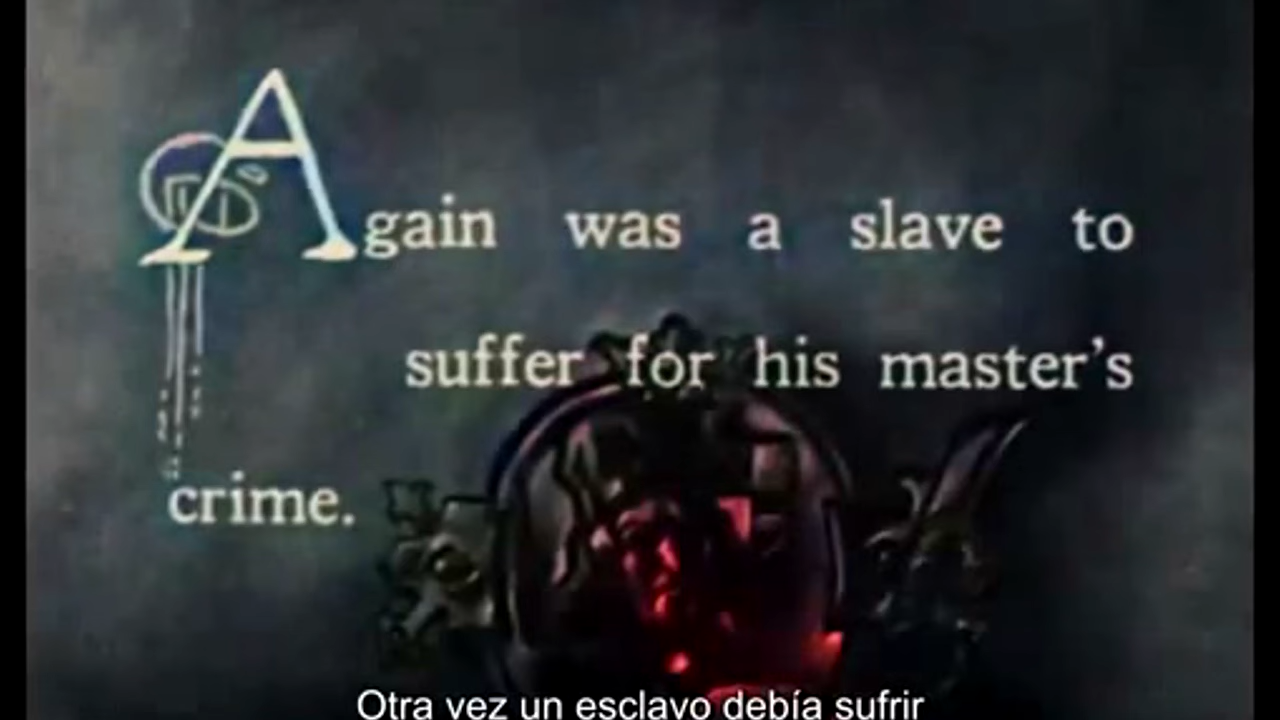 Again was a slave to
suffer for his master's
crime.
Otra vez un esclavo debía sufrir